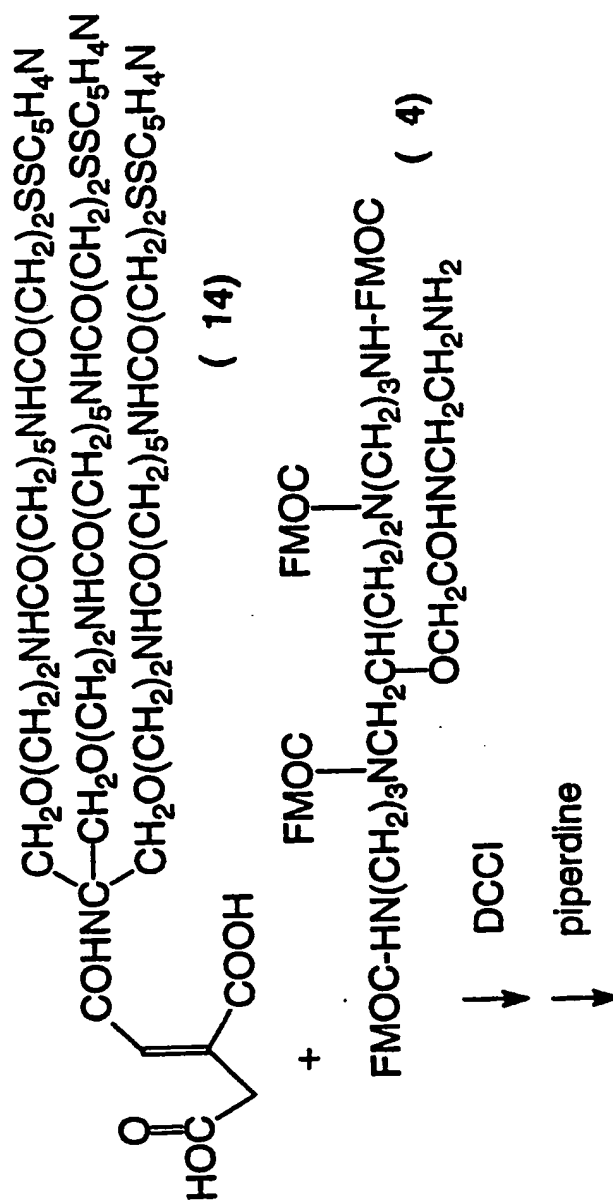 CH2O(CH2)2NHCO(CH2)5NHCO(CH2)2SSC5H4N
COHNC—CH2O(CH2)2NHCO(CH2)5NHCO(CH2)2SSC5H4N
CH2O(CH2)2NHCO(CH2)5NHCO(CH2)2SSC5H4N
O
HOC
COOH
( 14)
+
FMOC FMOC
FMOC-HN(CH2)3NCH2CH(CH2)2N(CH2)3NH-FMOC
OCH2COHNCH2CH2NH2
( 4)
DCCI
piperdine